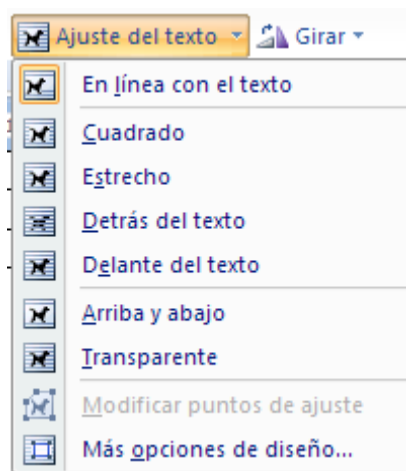 Ajuste del texto Girar
En línea con el texto
Cuadrado
Estrecho
Detrás del texto
Delante del texto
Arriba y abajo
Transparente
Modificar puntos de ajuste
Más opciones de diseño...